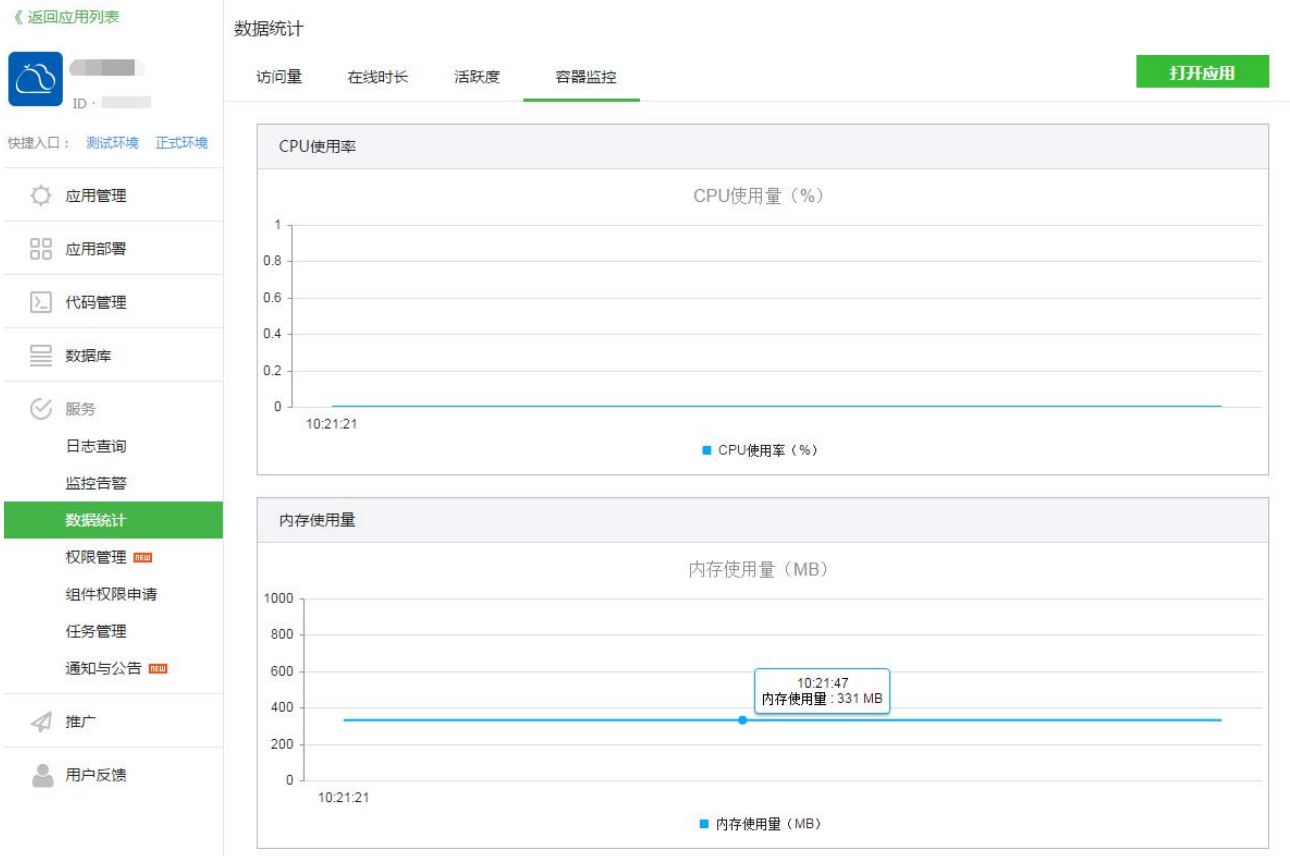 《 返回应用列表
ID ·
快捷入口： 测试环境 正式环境
应用管理
应用部署
代码管理
数据库
服务
日志查询
监控告警
数据统计
权限管理 NEW
组件权限申请
任务管理
通知与公告 NEW
推广
用户反馈
数据统计
访问量 在线时长 活跃度 容器监控
打开应用
CPU使用率
CPU使用量（%）
1
0.8
0.6
0.4
0.2
0
10:21:21
CPU使用率（%）
内存使用量
内存使用量（MB）
1000
800
600
400
200
0
10:21:47
内存使用量 : 331 MB
10:21:21
内存使用量（MB）